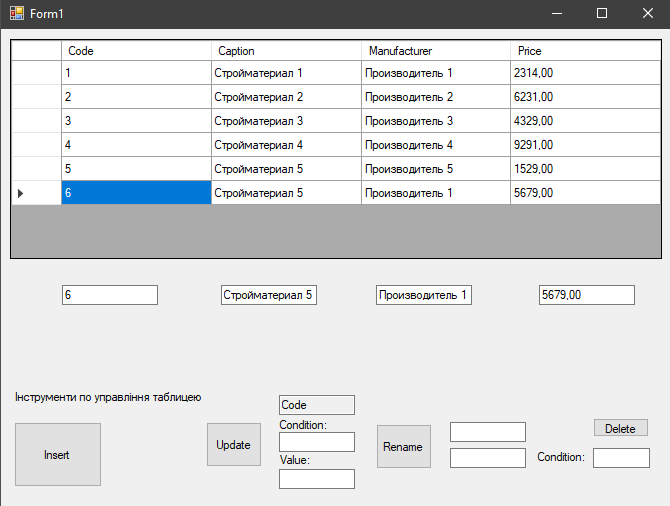 Form1
Code Caption Manufacturer Price
1 Стройматериал 1 Производитель 1 2314,00
2 Стройматериал 2 Производитель 2 6231,00
3 Стройматериал 3 Производитель 3 4329,00
4 Стройматериал 4 Производитель 4 9291,00
5 Стройматериал 5 Производитель 5 1529,00
6 Стройматериал 5 Производитель 1 5679,00
6 Стройматериал 5 Производитель 1 5679,00
Інструменти по управління таблицею
Code
Condition:
Insert Update Rename Delete
Value:
Condition: